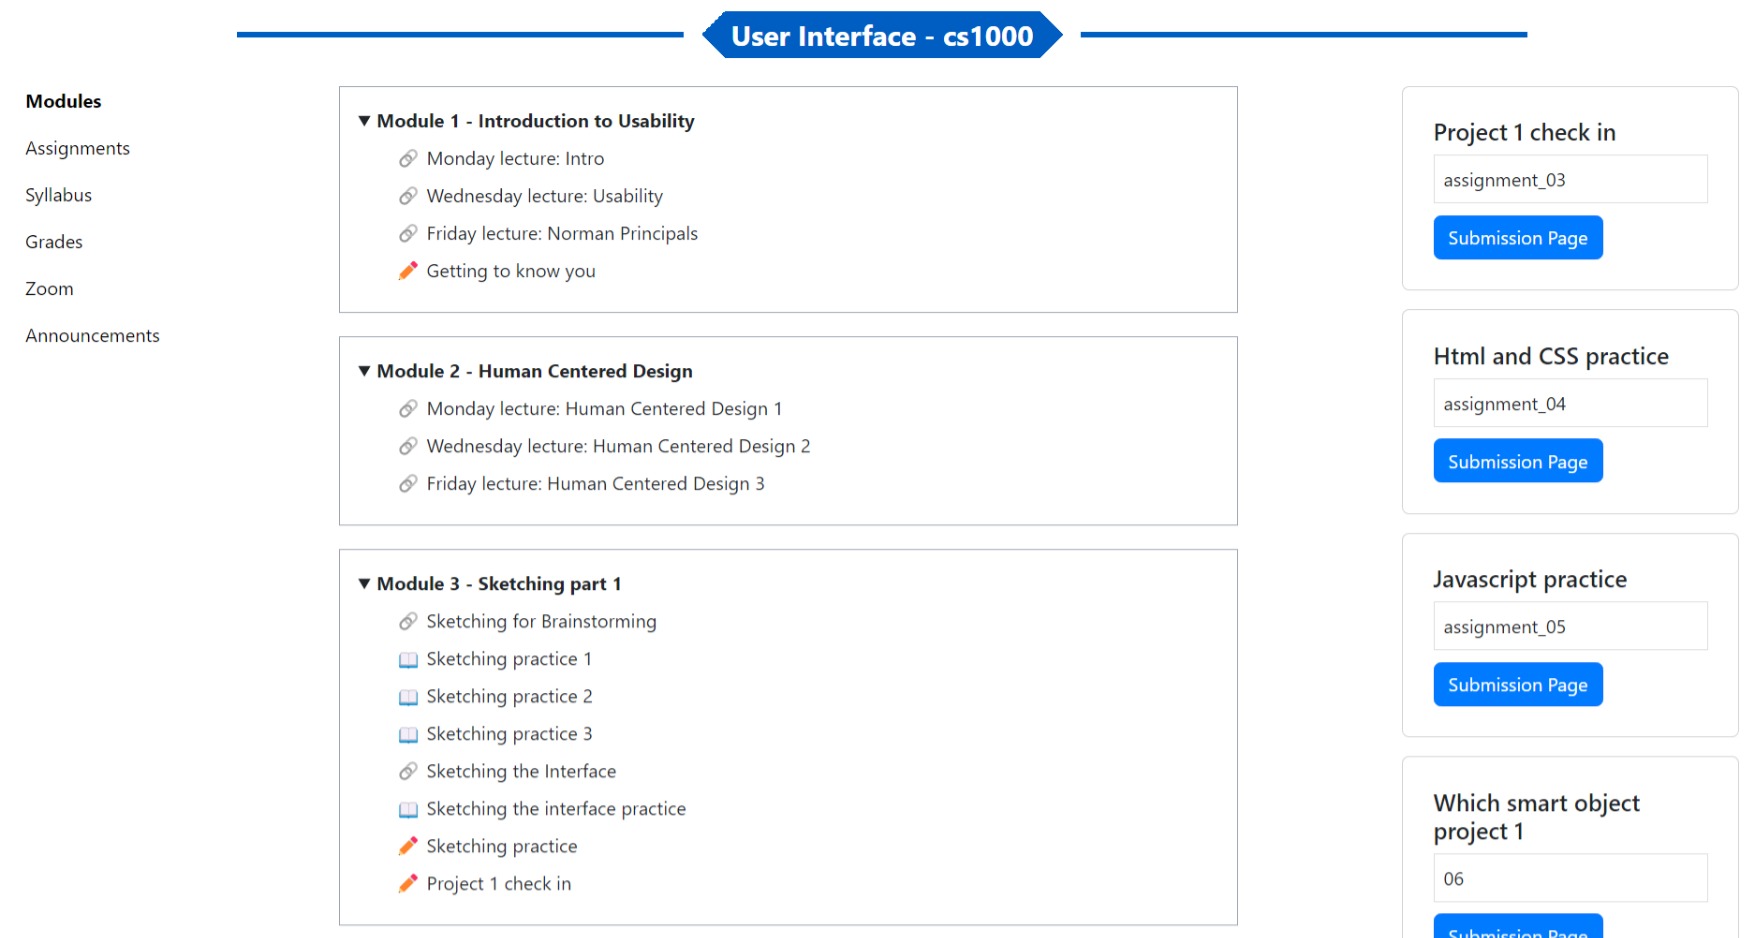 User Interface - cs1000
Modules
Assignments
Syllabus
Grades
Zoom
Announcements
Module 1 - Introduction to Usability
Monday lecture: Intro
Wednesday lecture: Usability
Friday lecture: Norman Principals
Getting to know you
Module 2 - Human Centered Design
Monday lecture: Human Centered Design 1
Wednesday lecture: Human Centered Design 2
Friday lecture: Human Centered Design 3
Module 3 - Sketching part 1
Sketching for Brainstorming
Sketching practice 1
Sketching practice 2
Sketching practice 3
Sketching the Interface
Sketching the interface practice
Sketching practice
Project 1 check in
Project 1 check in
assignment_03
Submission Page
Html and CSS practice
assignment_04
Submission Page
Javascript practice
assignment_05
Submission Page
Which smart object
project 1
06
Submission Page